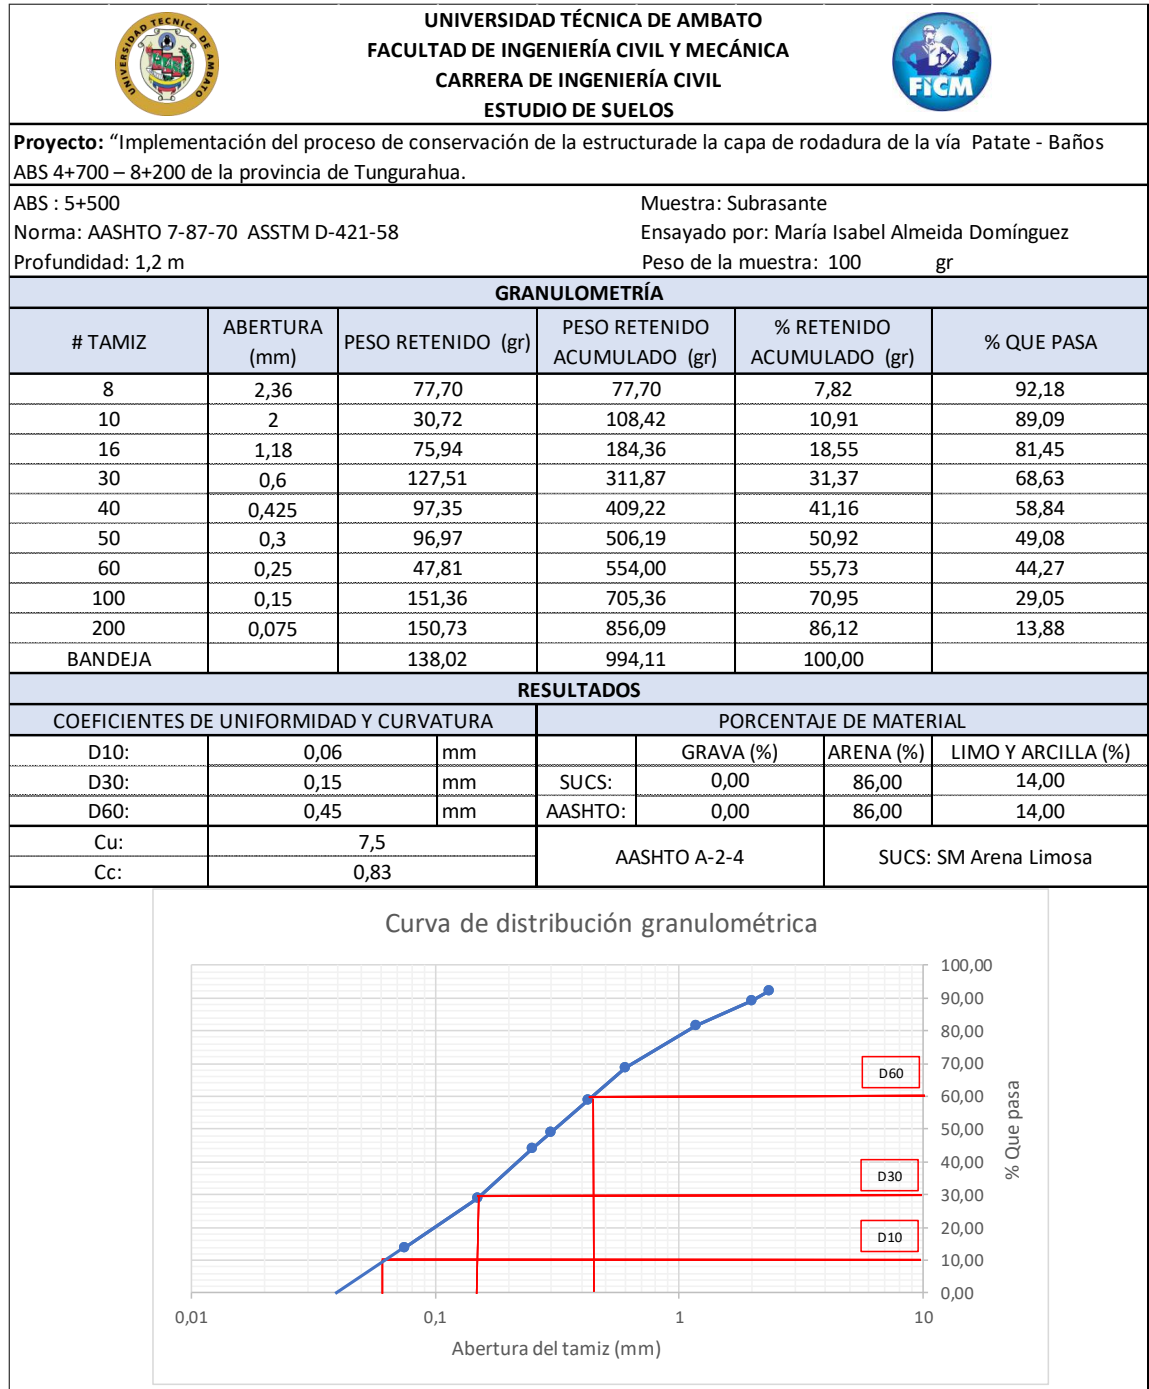 UNIVERSIDAD TECNICA DE AMBATO
FICM
UNIVERSIDAD TÉCNICA DE AMBATO
FACULTAD DE INGENIERÍA CIVIL Y MECÁNICA
CARRERA DE INGENIERÍA CIVIL
ESTUDIO DE SUELOS
Proyecto: “Implementación del proceso de conservación de la estructurade la capa de rodadura de la vía Patate - Baños
ABS 4+700 – 8+200 de la provincia de Tungurahua.
ABS : 5+500 Muestra: Subrasante
Norma: AASHTO 7-87-70 ASSTM D-421-58 Ensayado por: María Isabel Almeida Domínguez
Profundidad: 1,2 m Peso de la muestra: 100 gr
GRANULOMETRÍA
# TAMIZ ABERTURA (mm) PESO RETENIDO (gr) PESO RETENIDO ACUMULADO (gr) % RETENIDO ACUMULADO (gr) % QUE PASA
8 2,36 77,70 77,70 7,82 92,18
10 2 30,72 108,42 10,91 89,09
16 1,18 75,94 184,36 18,55 81,45
30 0,6 127,51 311,87 31,37 68,63
40 0,425 97,35 409,22 41,16 58,84
50 0,3 96,97 506,19 50,92 49,08
60 0,25 47,81 554,00 55,73 44,27
100 0,15 151,36 705,36 70,95 29,05
200 0,075 150,73 856,09 86,12 13,88
BANDEJA 138,02 994,11 100,00
RESULTADOS
COEFICIENTES DE UNIFORMIDAD Y CURVATURA PORCENTAJE DE MATERIAL
D10: 0,06 mm GRAVA (%) ARENA (%) LIMO Y ARCILLA (%)
D30: 0,15 mm SUCS: 0,00 86,00 14,00
D60: 0,45 mm AASHTO: 0,00 86,00 14,00
Cu: 7,5
Cc: 0,83
AASHTO A-2-4 SUCS: SM Arena Limosa
Curva de distribución granulométrica
100,00
90,00
80,00
70,00
D60
60,00
50,00
40,00
D30
30,00
20,00
D10
10,00
0,00
% Que pasa
0,01 0,1 1 10
Abertura del tamiz (mm)